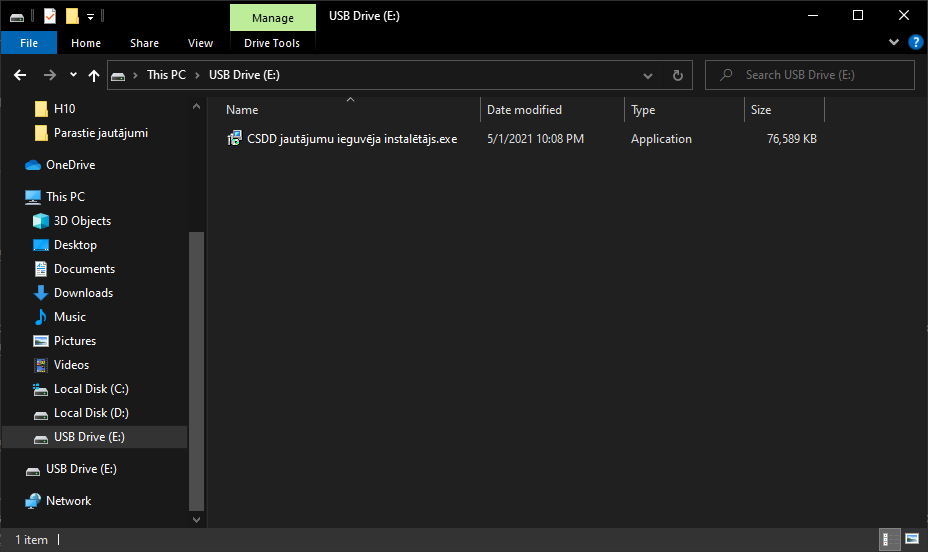 Manage USB Drive (E:)
File Home Share View Drive Tools
This PC USB Drive (E:) Search USB Drive (E:)
Name Date modified Type Size
CSDD jautājumu ieguvēja instalētājs.exe 5/1/2021 10:08 PM Application 76,589 KB
H10
Parastie jautājumi
OneDrive
This PC
3D Objects
Desktop
Documents
Downloads
Music
Pictures
Videos
Local Disk (C:)
Local Disk (D:)
USB Drive (E:)
USB Drive (E:)
Network
1 item